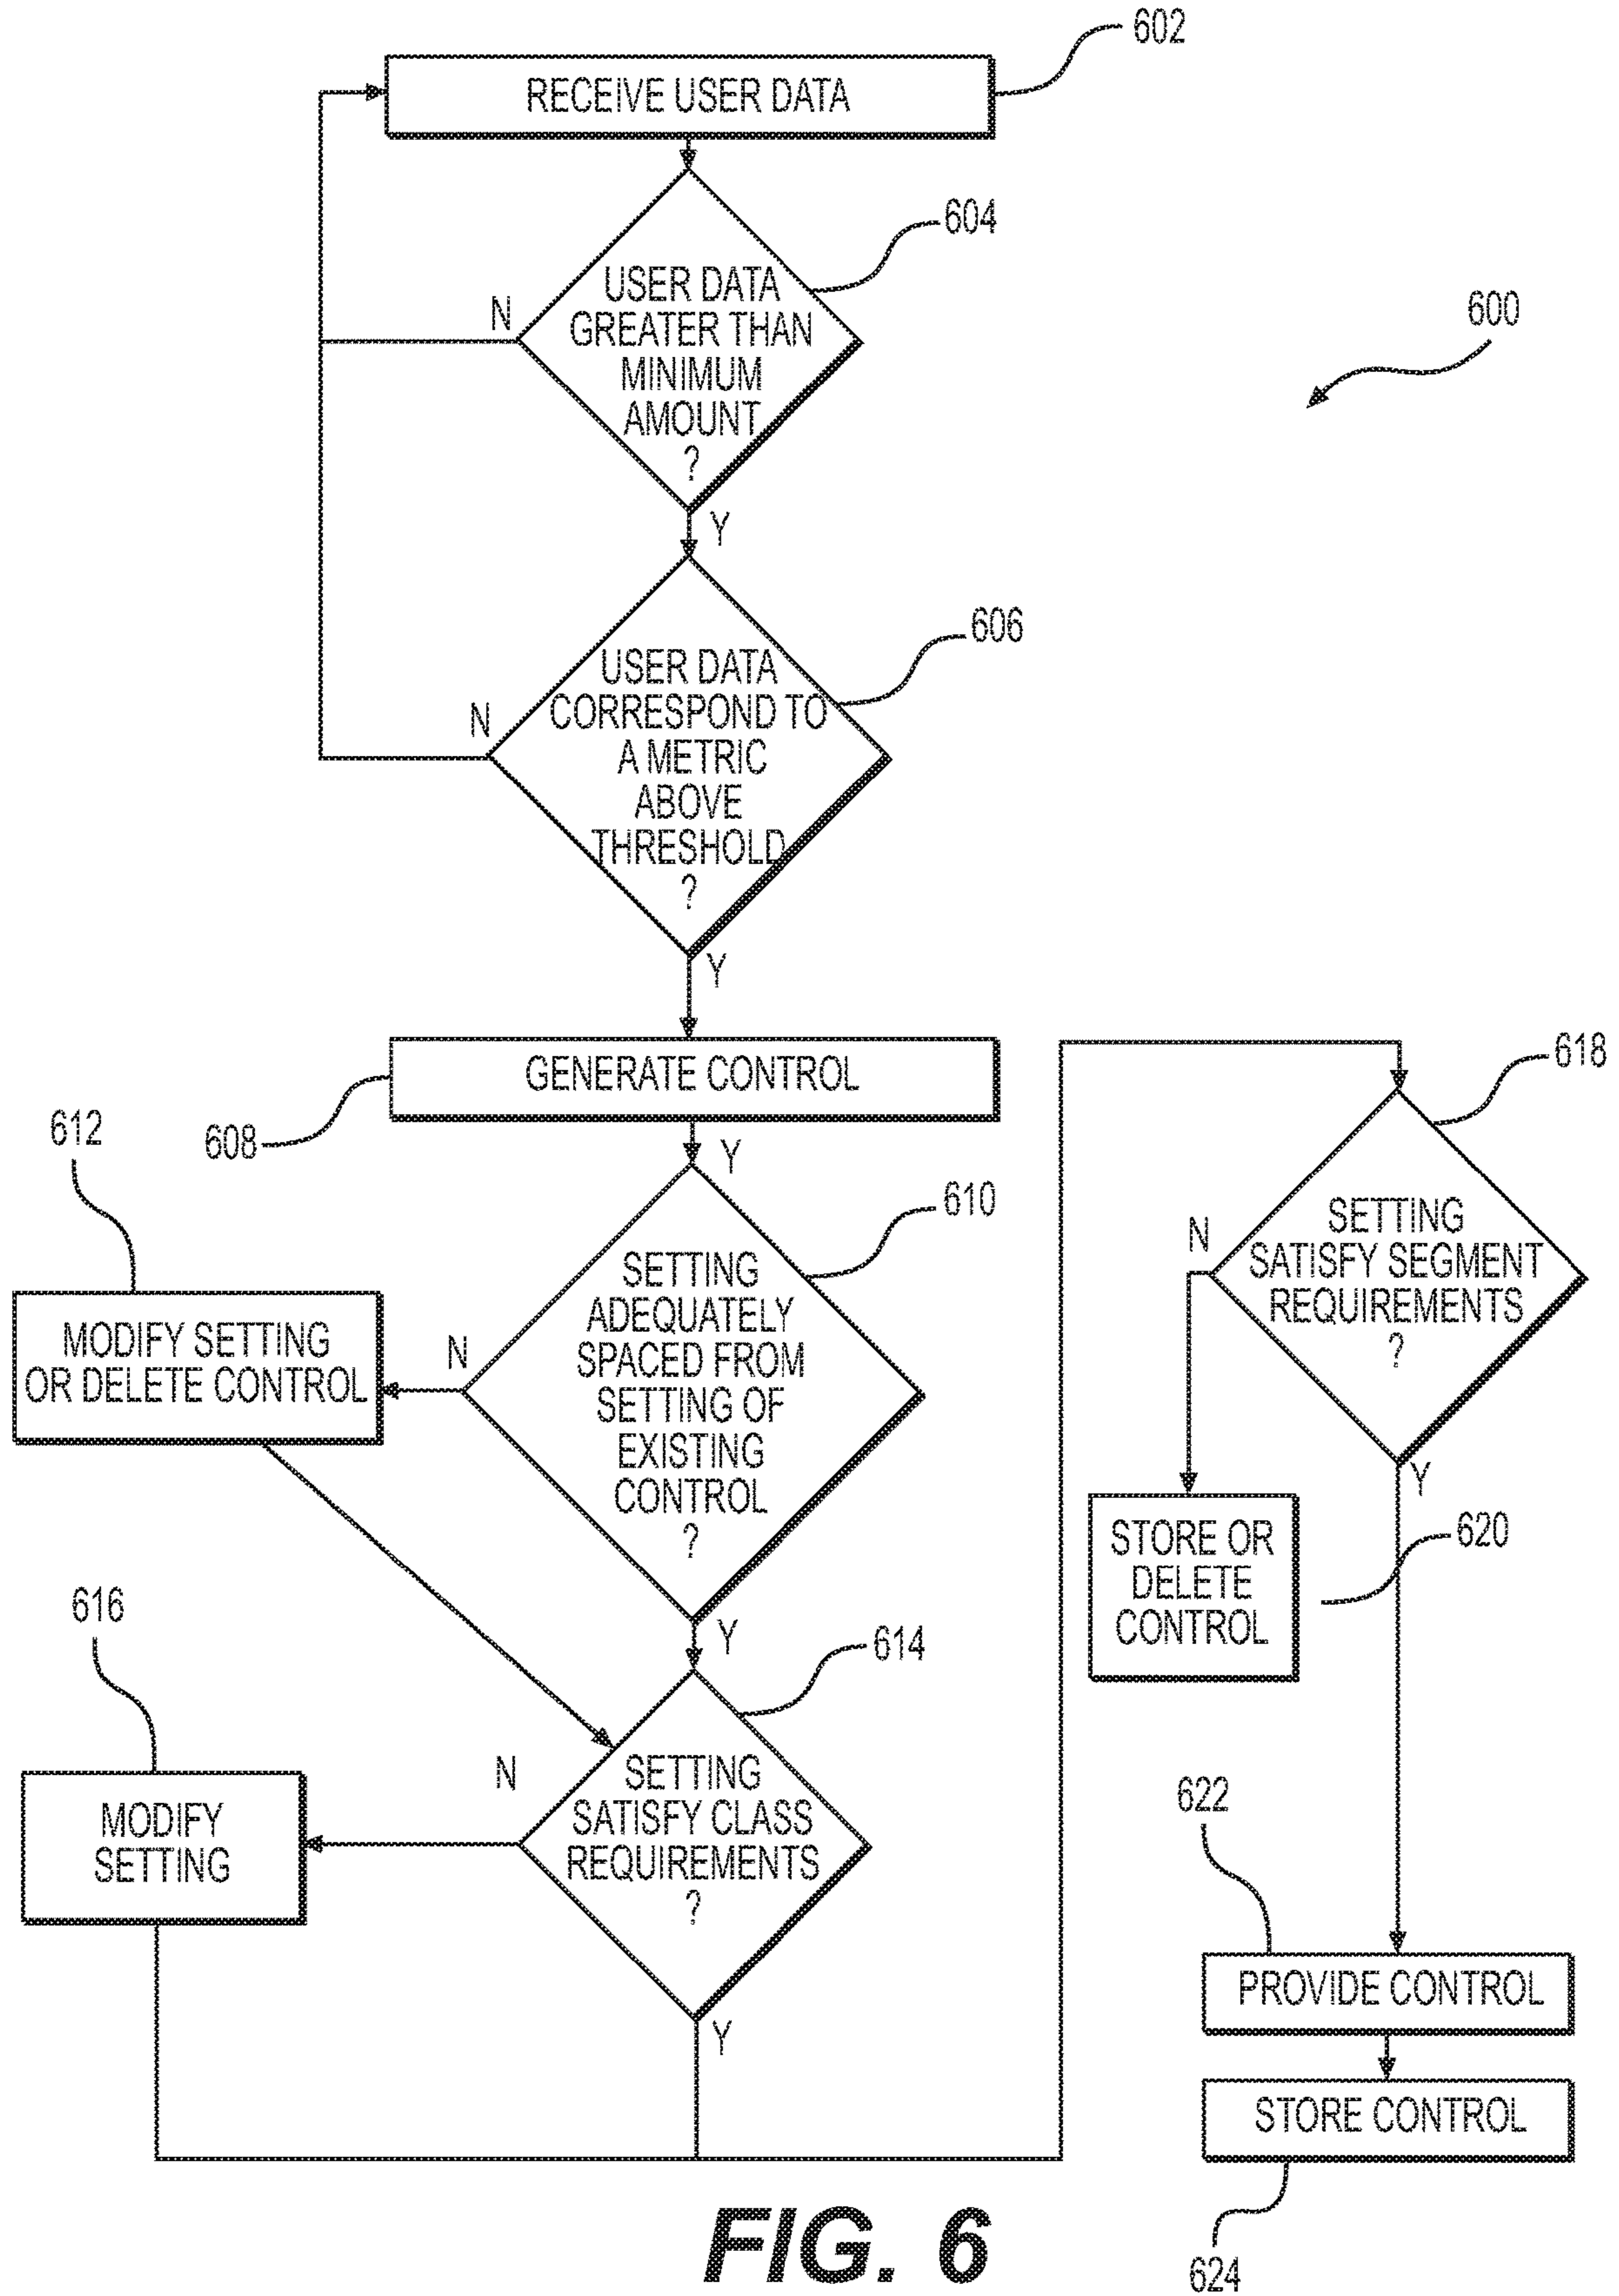 602
RECEIVE USER DATA
604
USER DATA
GREATER THAN
MINIMUM
AMOUNT
?
N
Y
600
606
USER DATA
CORRESPOND TO
A METRIC
ABOVE
THRESHOLD
?
N
Y
GENERATE CONTROL
608
Y
610
SETTING
ADEQUATELY
SPACED FROM
SETTING OF
EXISTING
CONTROL
?
N
Y
612
MODIFY SETTING
OR DELETE CONTROL
614
SETTING
SATISFY CLASS
REQUIREMENTS
?
N
Y
616
MODIFY
SETTING
618
SETTING
SATISFY SEGMENT
REQUIREMENTS
?
N
Y
STORE OR
DELETE
CONTROL
620
622
PROVIDE CONTROL
STORE CONTROL
624
FIG. 6